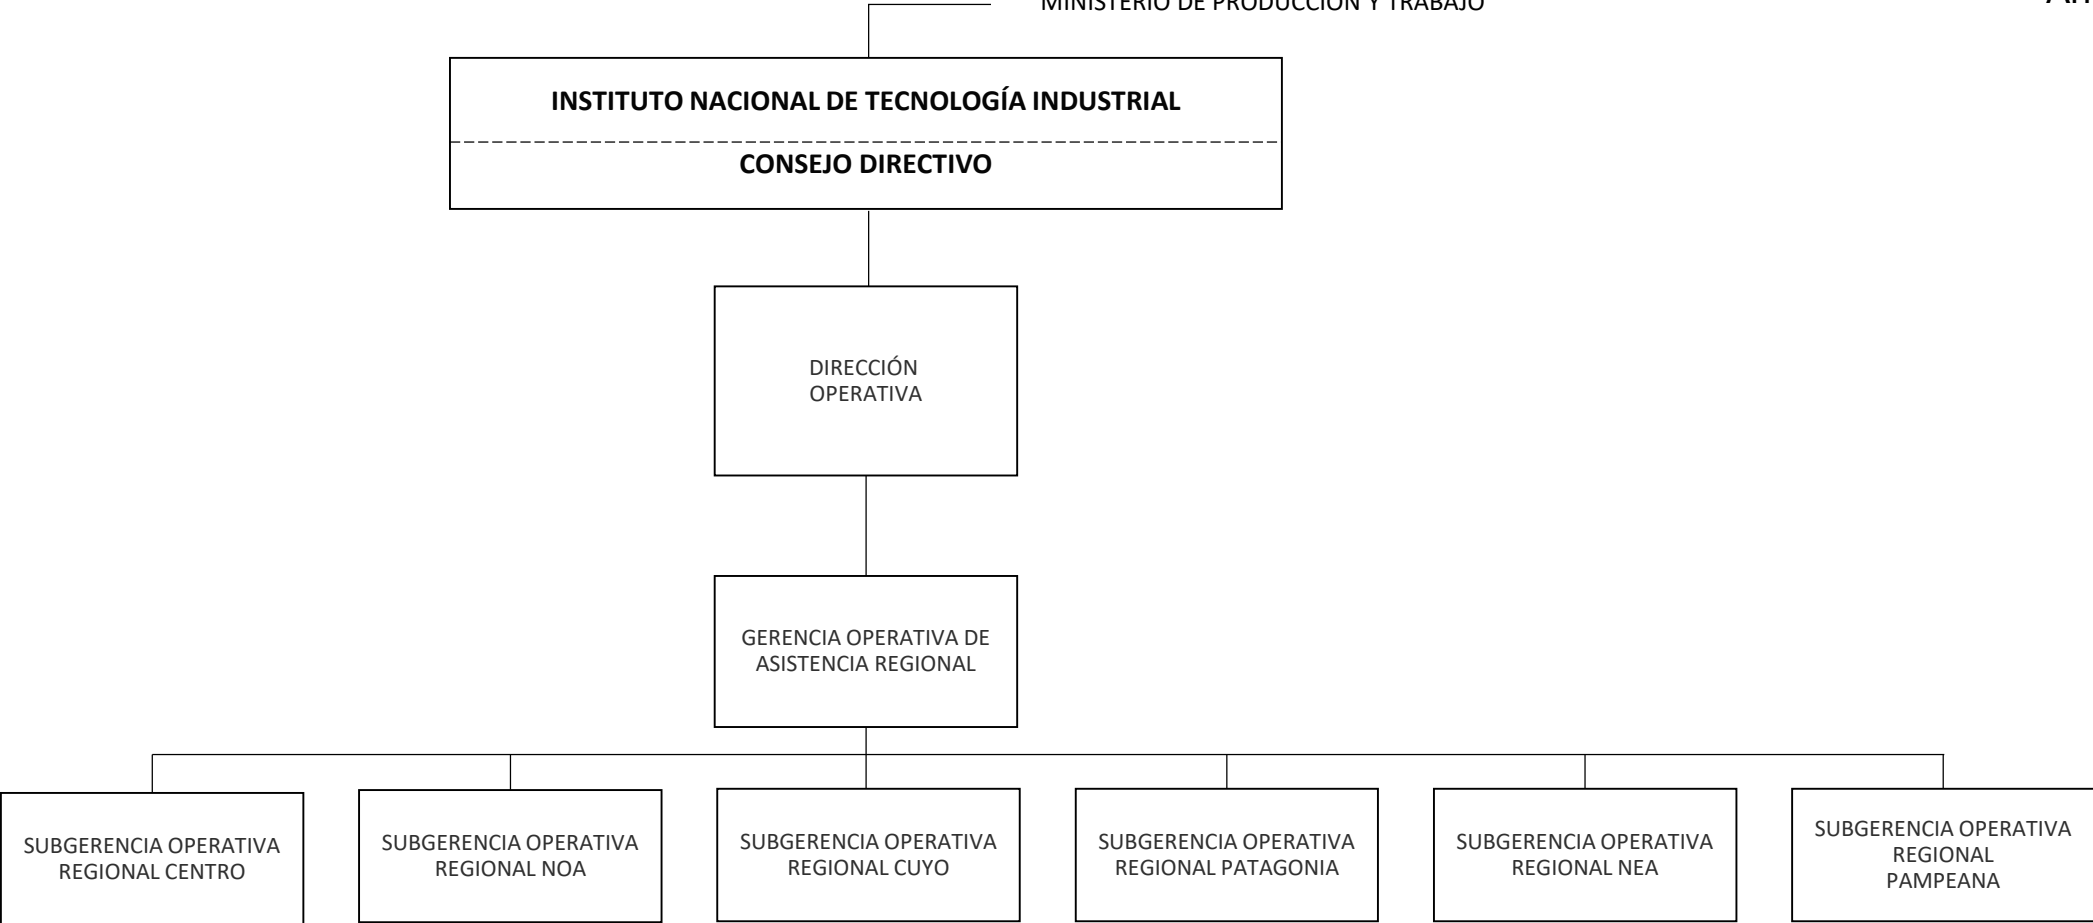 MINISTERIO DE PRODUCCIÓN Y TRABAJO
INSTITUTO NACIONAL DE TECNOLOGÍA INDUSTRIAL
CONSEJO DIRECTIVO
DIRECCIÓN
OPERATIVA
GERENCIA OPERATIVA DE
ASISTENCIA REGIONAL
SUBGERENCIA OPERATIVA
REGIONAL CENTRO
SUBGERENCIA OPERATIVA
REGIONAL NOA
SUBGERENCIA OPERATIVA
REGIONAL CUYO
SUBGERENCIA OPERATIVA
REGIONAL PATAGONIA
SUBGERENCIA OPERATIVA
REGIONAL NEA
SUBGERENCIA OPERATIVA
REGIONAL
PAMPEANA